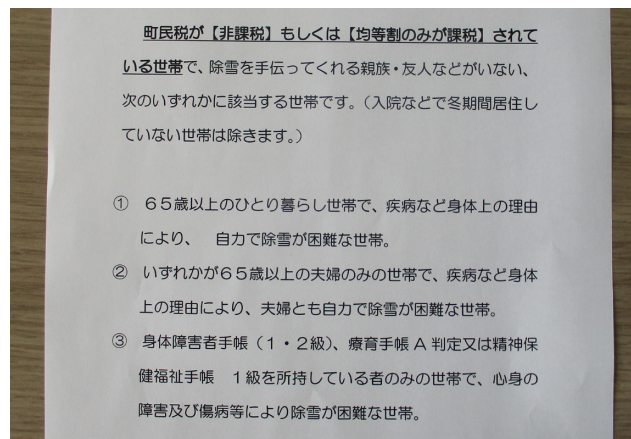 町民税が【非課税】もしくは【均等割のみが課税】されて
いる世帯で、除雪を手伝ってくれる親族・友人などがいない、
次のいずれかに該当する世帯です。（入院などで冬期間居住し
ていない世帯は除きます。）
① ６５歳以上のひとり暮らし世帯で、疾病など身体上の理由
により、　自力で除雪が困難な世帯。
② いずれかが６５歳以上の夫婦のみの世帯で、疾病など身体
上の理由により、夫婦とも自力で除雪が困難な世帯。
③ 身体障害者手帳（１・２級）、療育手帳 A 判定又は精神保
健福祉手帳　１級を所持している者のみの世帯で、心身の
障害及び傷病等により除雪が困難な世帯。